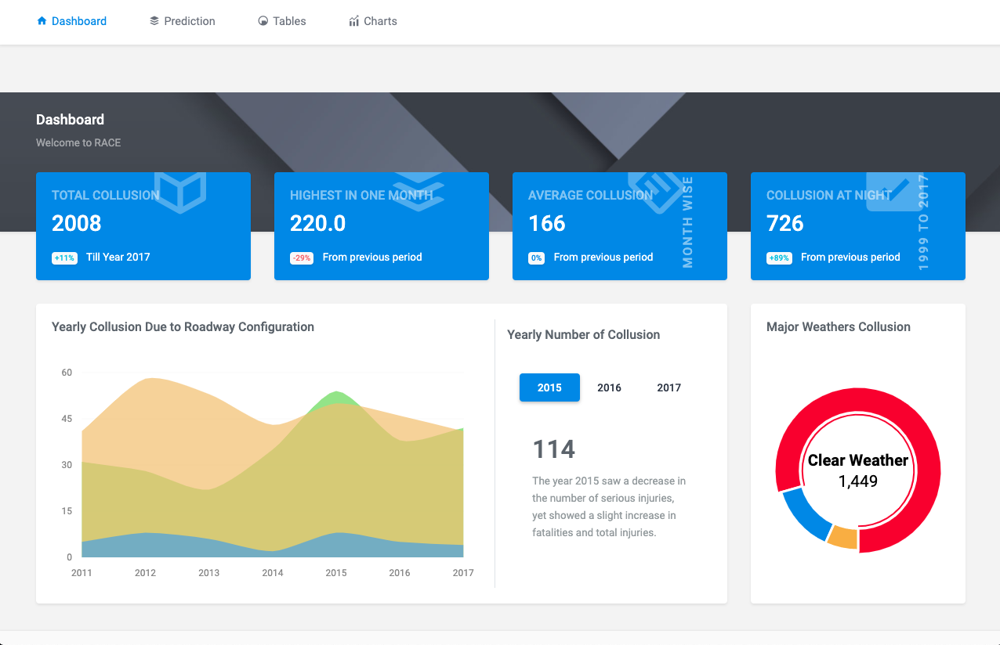 Dashboard
Prediction
Tables
Charts
Dashboard
Welcome to RACE
TOTAL COLLUSION
2008
+11% Till Year 2017
HIGHEST IN ONE MONTH
220.0
-29% From previous period
AVERAGE COLLUSION
166
0% From previous period
MONTH WISE
COLLUSION AT NIGHT
726
+89% From previous period
1999 TO 2017
Yearly Collusion Due to Roadway Configuration
60
45
30
15
0
2011 2012 2013 2014 2015 2016 2017
Yearly Number of Collusion
2015 2016 2017
114
The year 2015 saw a decrease in
the number of serious injuries,
yet showed a slight increase in
fatalities and total injuries.
Major Weathers Collusion
Clear Weather
1,449